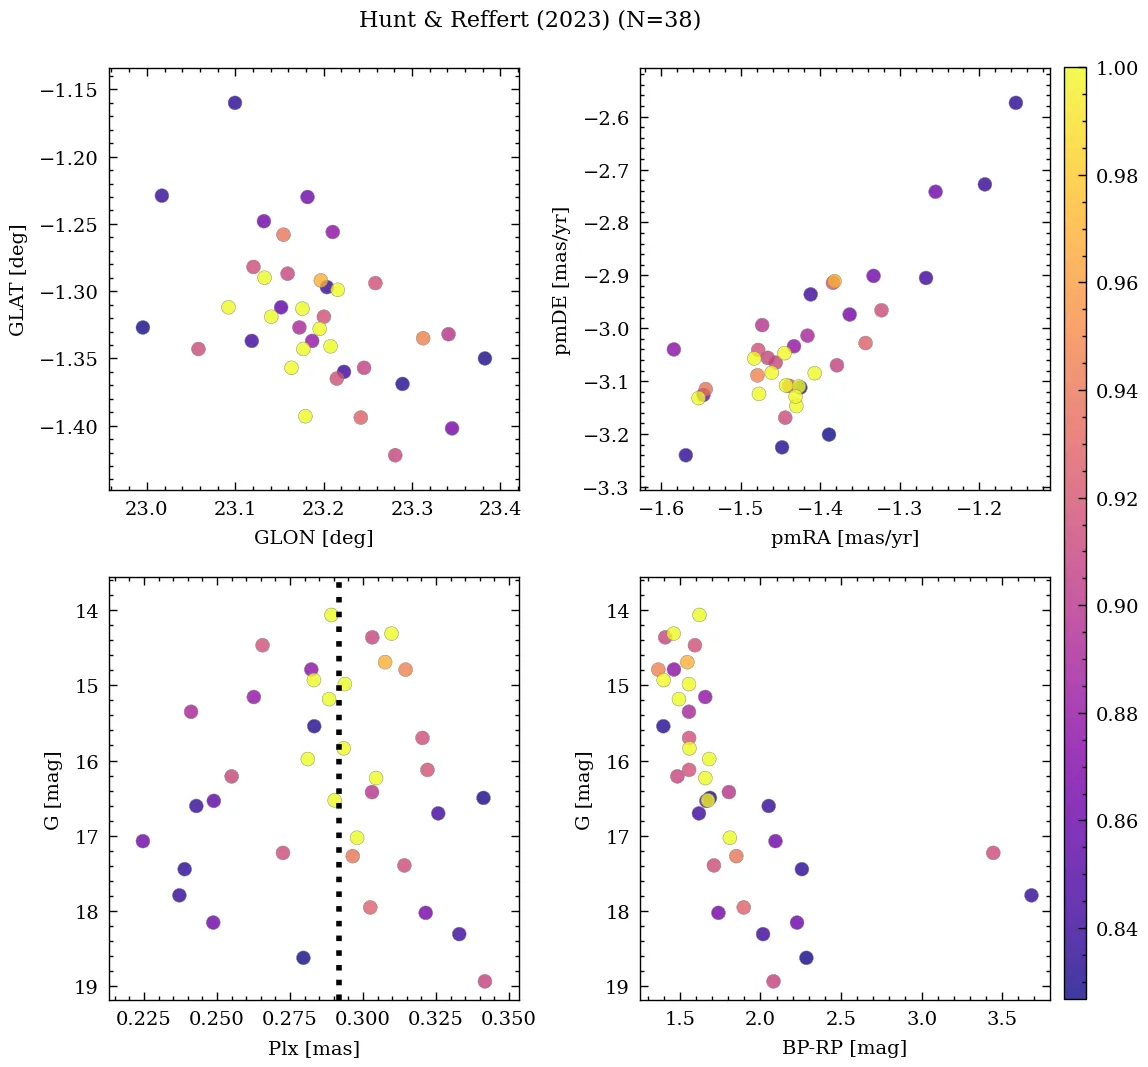 Hunt & Reffert (2023) (N=38)
−1.15
−1.20
−1.25
−1.30
−1.35
−1.40
GLAT [deg]
23.0 23.1 23.2 23.3 23.4
GLON [deg]
−2.6
−2.7
−2.8
−2.9
−3.0
−3.1
−3.2
−3.3
pmDE [mas/yr]
−1.6 −1.5 −1.4 −1.3 −1.2
pmRA [mas/yr]
14
15
16
17
18
19
G [mag]
0.225 0.250 0.275 0.300 0.325 0.350
Plx [mas]
14
15
16
17
18
19
G [mag]
1.5 2.0 2.5 3.0 3.5
BP-RP [mag]
1.00
0.98
0.96
0.94
0.92
0.90
0.88
0.86
0.84